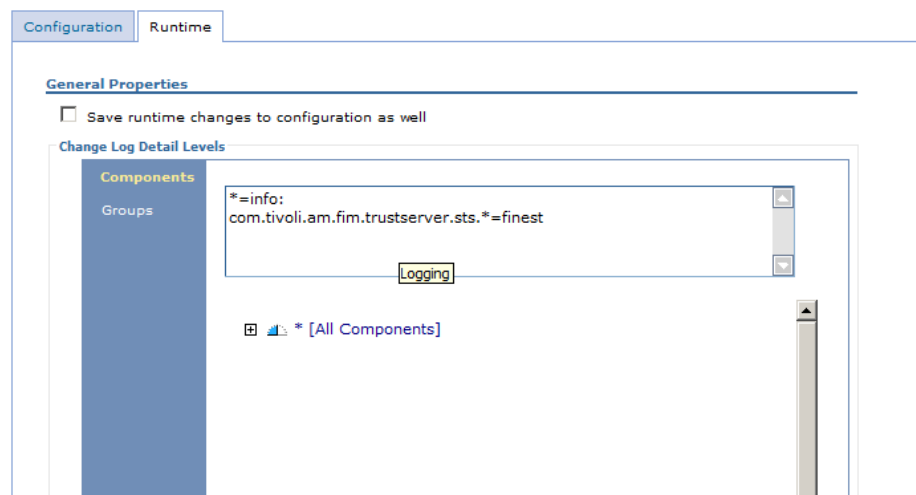 Configuration Runtime
General Properties
Save runtime changes to configuration as well
Change Log Detail Levels
Components
Groups
*=info:
com.tivoli.am.fim.trustserver.sts.*=finest
Logging
* [All Components]